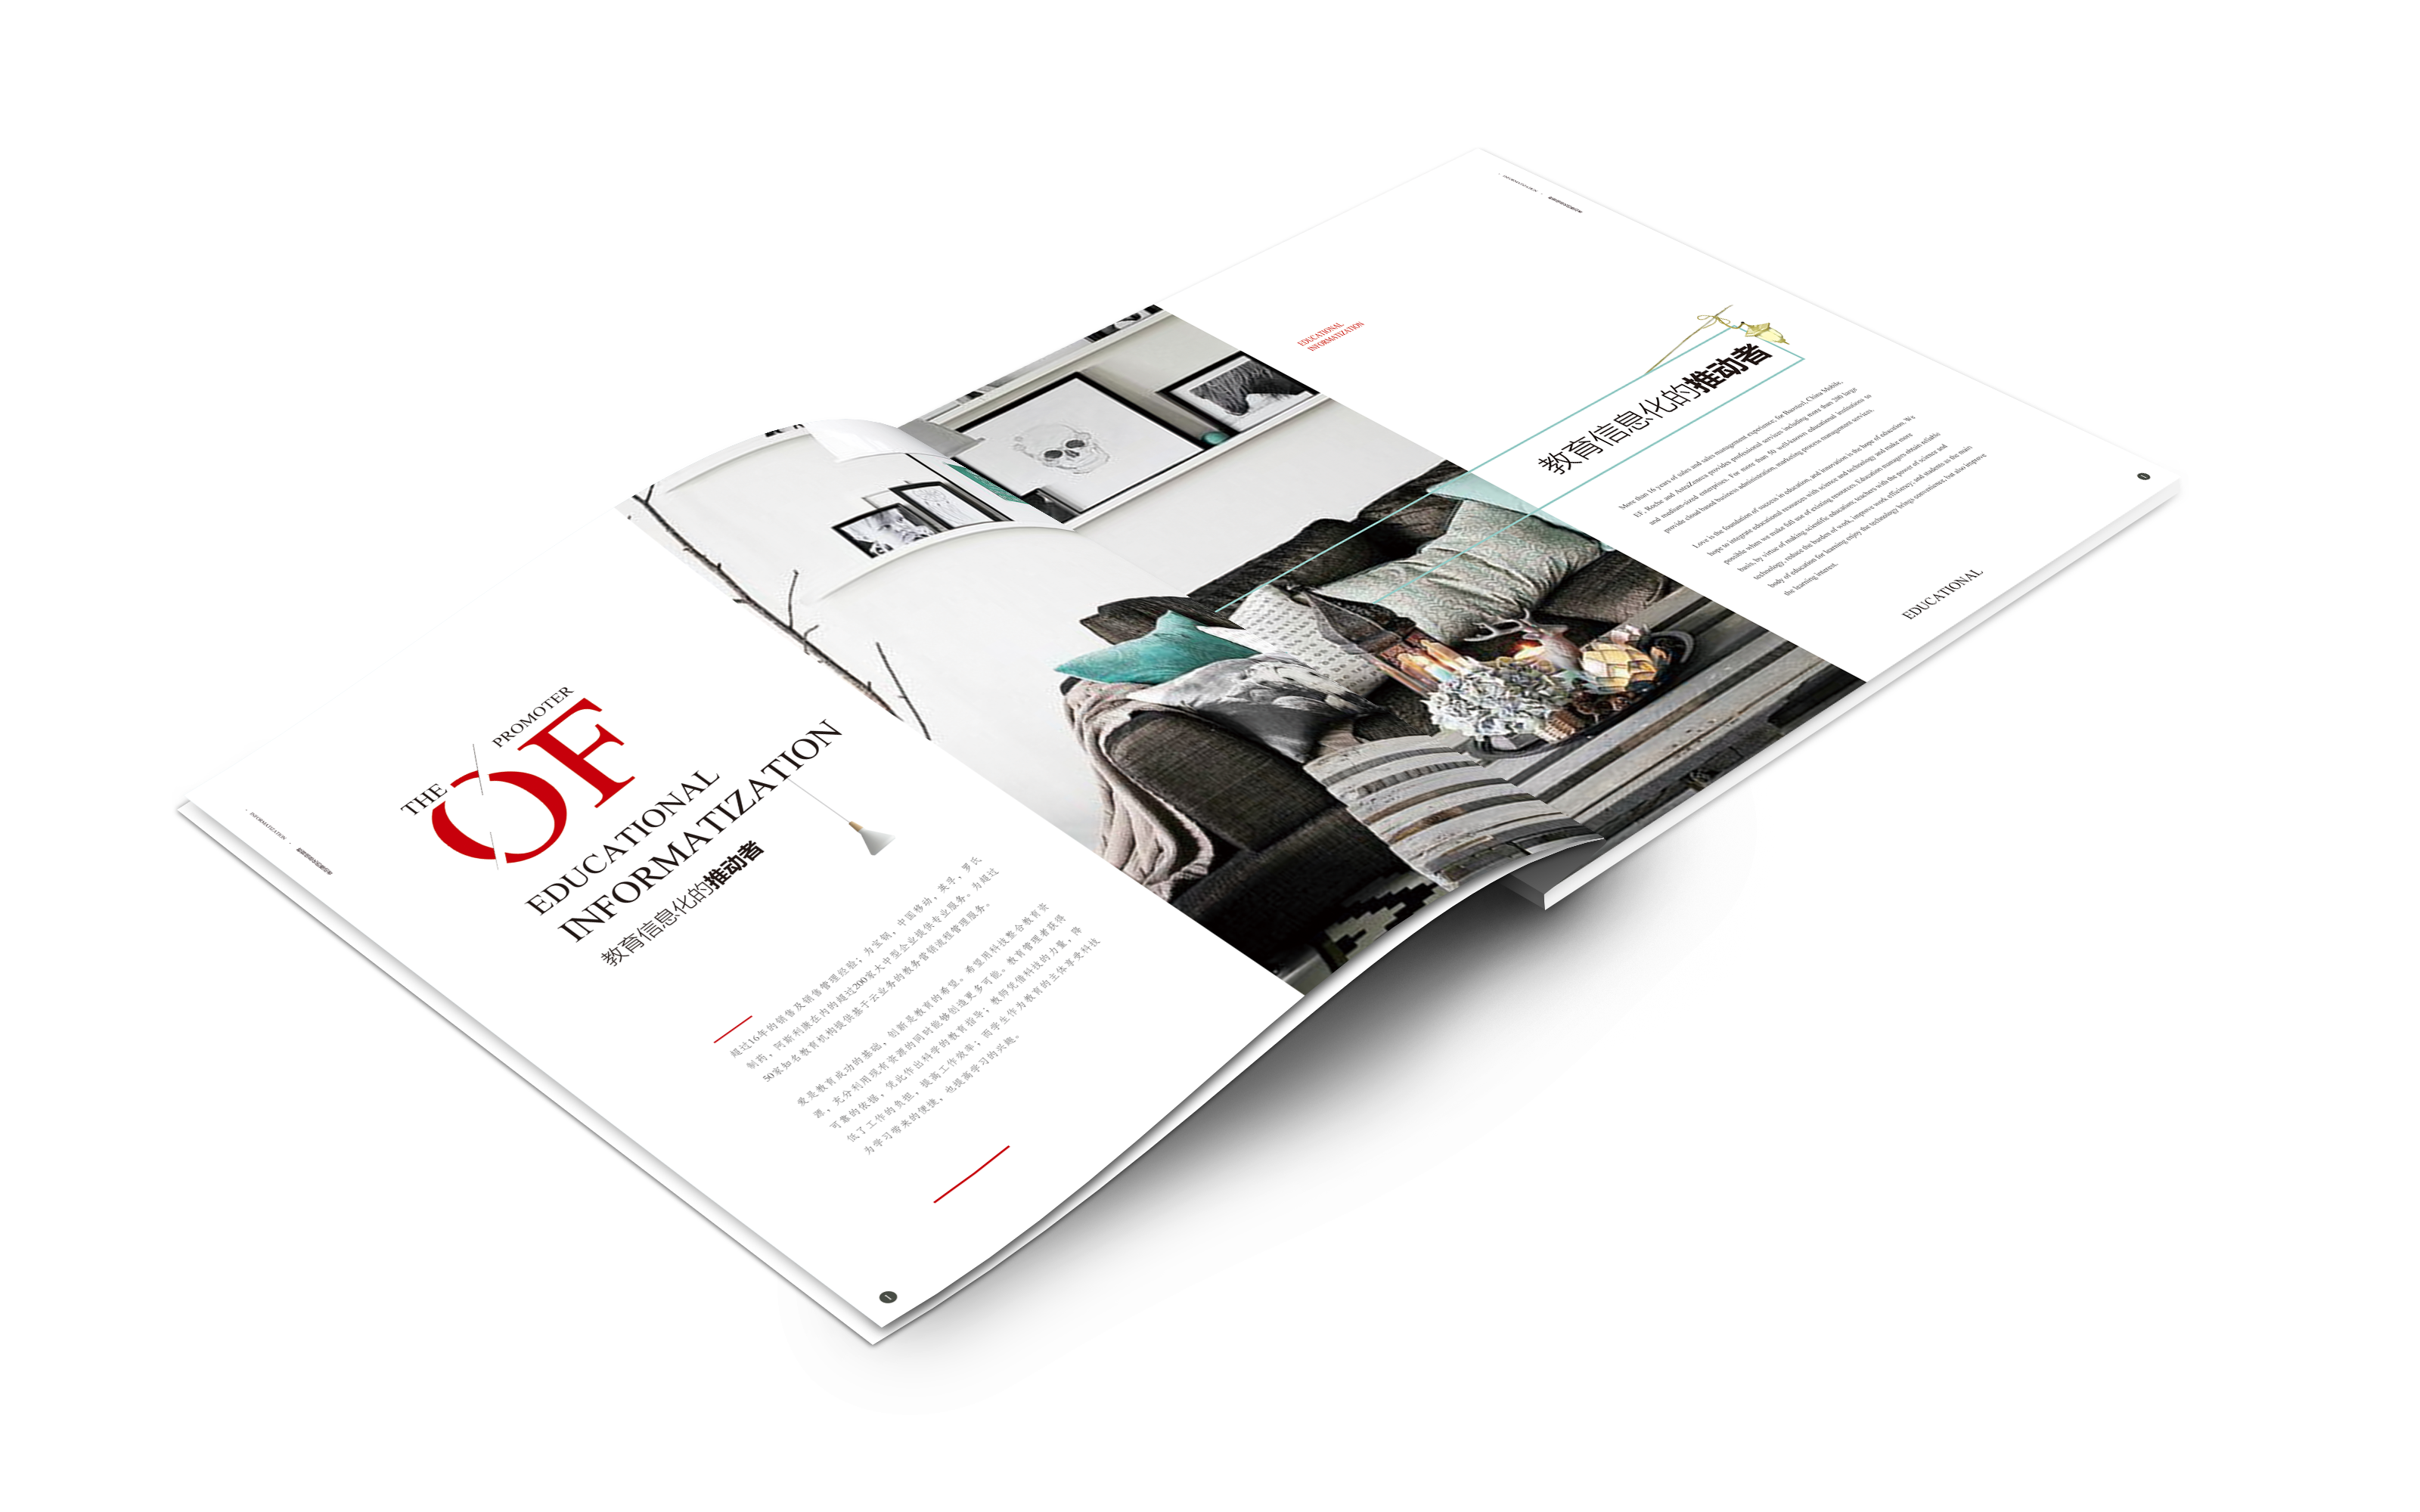 THE
PROMOTER
OF
EDUCATIONAL
INFORMATIZATION
教育信息化的推动者
超过16年的销售及销售管理经验；为宝钢，中国移动，英孚，罗氏
制药，阿斯利康在内的超过200家大中型企业提供专业服务。为超过
50家知名教育机构提供基于云业务的教务营销流程管理服务。
爱是教育成功的基础，创新是教育的希望。希望用科技整合教育资
源，充分利用现有资源的同时能够创造更多可能。教育管理者获得
可靠的依据，凭此作出科学的教育指导；教师凭借科技的力量，降
低了工作的负担，提高工作效率；而学生作为教育的主体享受科技
为学习带来的便捷，也提高学习的兴趣。
1
EDUCATIONAL
INFORMATIZATION
教育信息化的推动者
More than 16 years of sales and sales management experience, for Baosteel, China Mobile,
EF, Roche and AstraZeneca provides professional services including more than 200 large
and medium-sized enterprises. For more than 50 well-known educational institutions to
provide cloud based business administration, marketing process management services.
Love is the foundation of success in education, and innovation is the hope of education. We
hope to integrate educational resources with science and technology and make more
possible when we make full use of existing resources. Education managers obtain reliable
basis, by virtue of making scientific education; teachers with the power of science and
technology, reduce the burden of work, improve work efficiency; and students as the main
body of education for learning enjoy the technology brings convenience, but also improve
the learning interest.
EDUCATIONAL